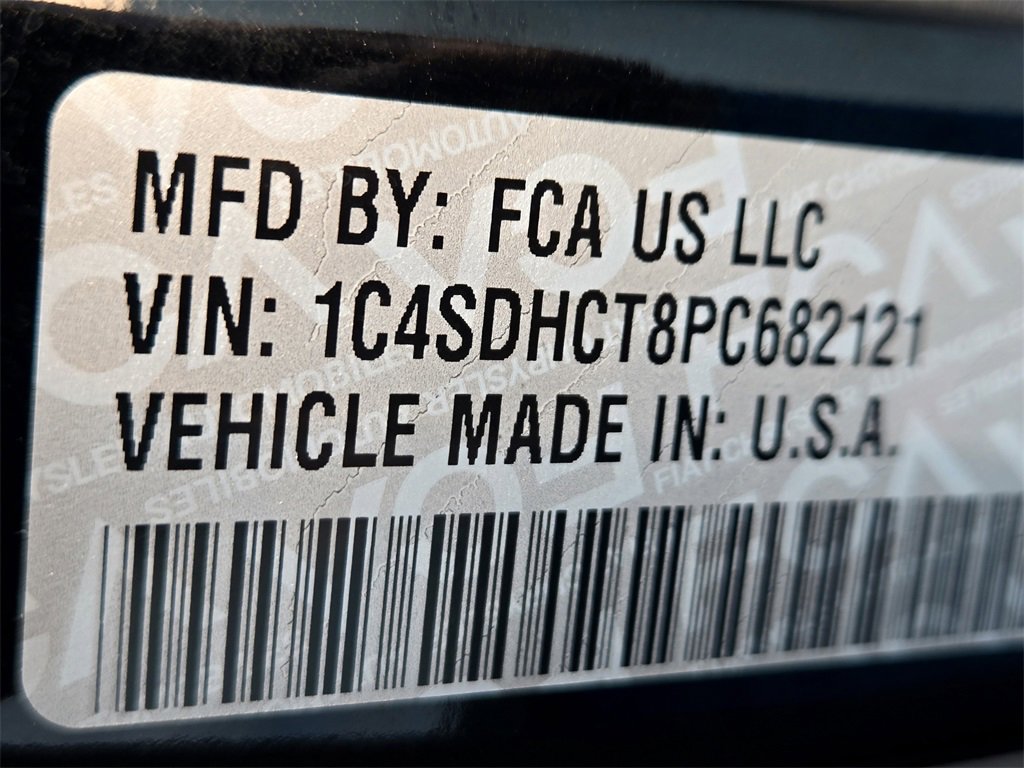 MFD BY: FCA US LLC
VIN: 1C4SDHCT8PC682121
VEHICLE MADE IN: U.S.A.